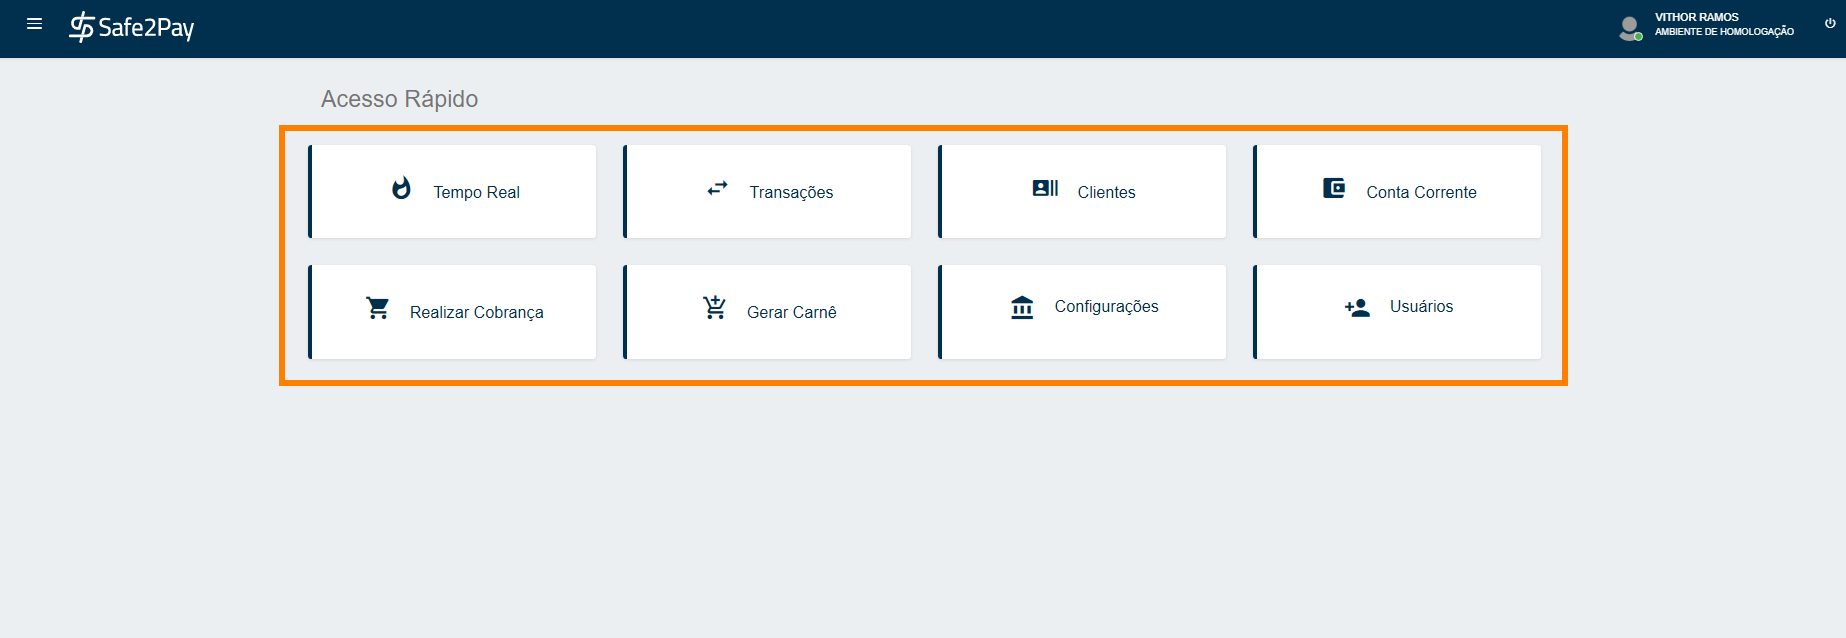 Safe2Pay
VITHOR RAMOS
AMBIENTE DE HOMOLOGAÇÃO
Acesso Rápido
Tempo Real
Transações
Clientes
Conta Corrente
Realizar Cobrança
Gerar Carnê
Configurações
Usuários